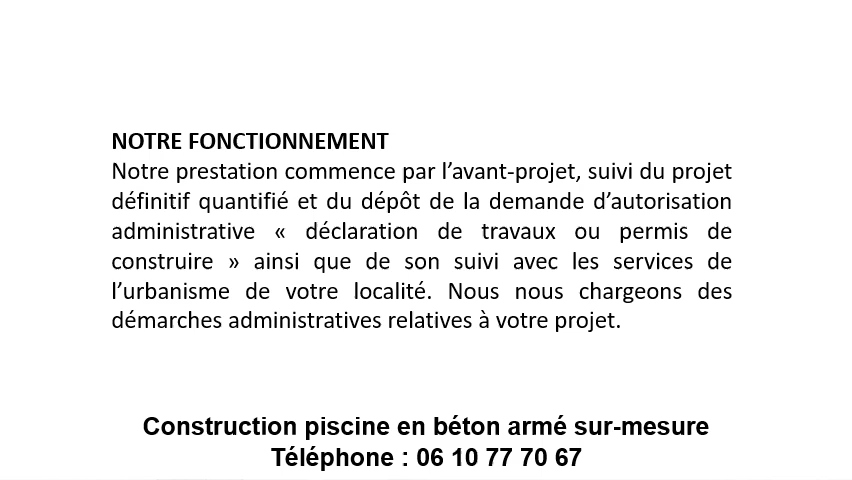 NOTRE FONCTIONNEMENT
Notre prestation commence par l’avant-projet, suivi du projet
définitif quantifié et du dépôt de la demande d’autorisation
administrative « déclaration de travaux ou permis de
construire » ainsi que de son suivi avec les services de
l’urbanisme de votre localité. Nous nous chargeons des
démarches administratives relatives à votre projet.
Construction piscine en béton armé sur-mesure
Téléphone : 06 10 77 70 67